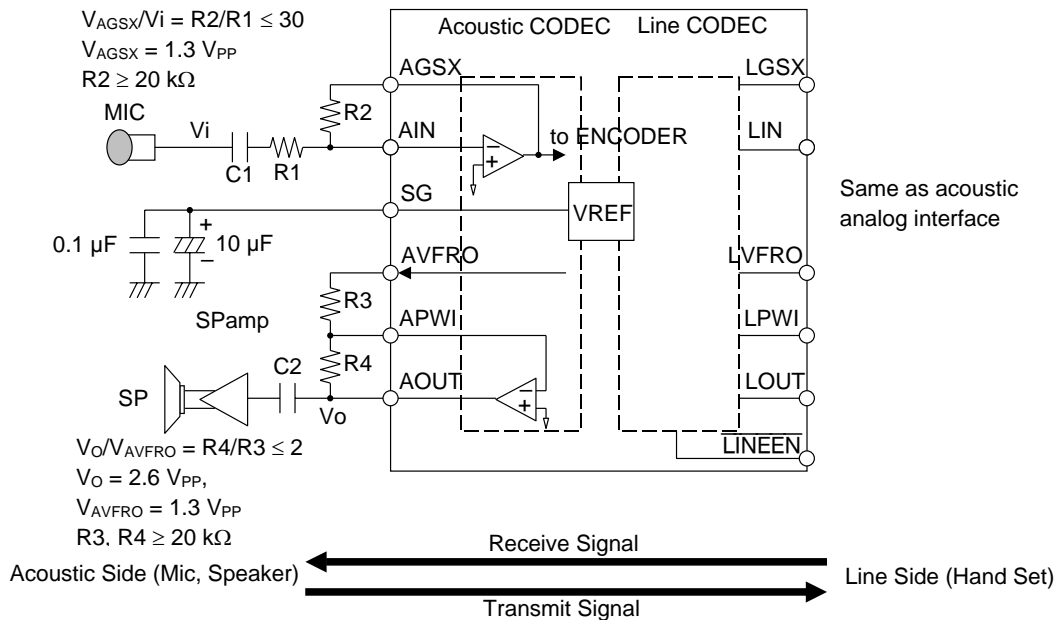 VAGSX/Vi = R2/R1 ≤ 30
VAGSX = 1.3 VPP
R2 ≥ 20 kΩ
Acoustic CODEC
Line CODEC
AGSX
LGSX
MIC
Vi
R2
AIN
to ENCODER
LIN
C1
R1
−
+
SG
VREF
Same as acoustic
analog interface
0.1 µF
+
−
10 µF
AVFRO
LVFRO
R3
SPamp
APWI
LPWI
R4
C2
SP
AOUT
−
+
LOUT
Vo
LINEEN
VO/VAVFRO = R4/R3 ≤ 2
VO = 2.6 VPP,
VAVFRO = 1.3 VPP
R3, R4 ≥ 20 kΩ
Receive Signal
Acoustic Side (Mic, Speaker)
Line Side (Hand Set)
Transmit Signal